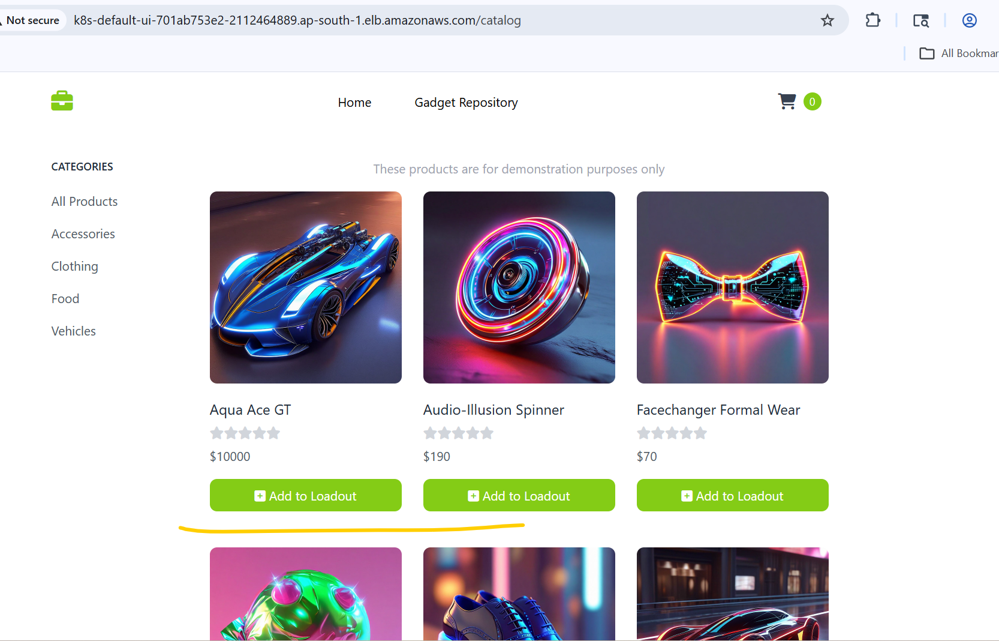 Not secure k8s-default-ui-701ab753e2-2112464889.ap-south-1.elb.amazonaws.com/catalog
All Bookmar
Home Gadget Repository 0
CATEGORIES
All Products
Accessories
Clothing
Food
Vehicles
These products are for demonstration purposes only
Aqua Ace GT Audio-Illusion Spinner Facechanger Formal Wear
$10000 $190 $70
Add to Loadout Add to Loadout Add to Loadout